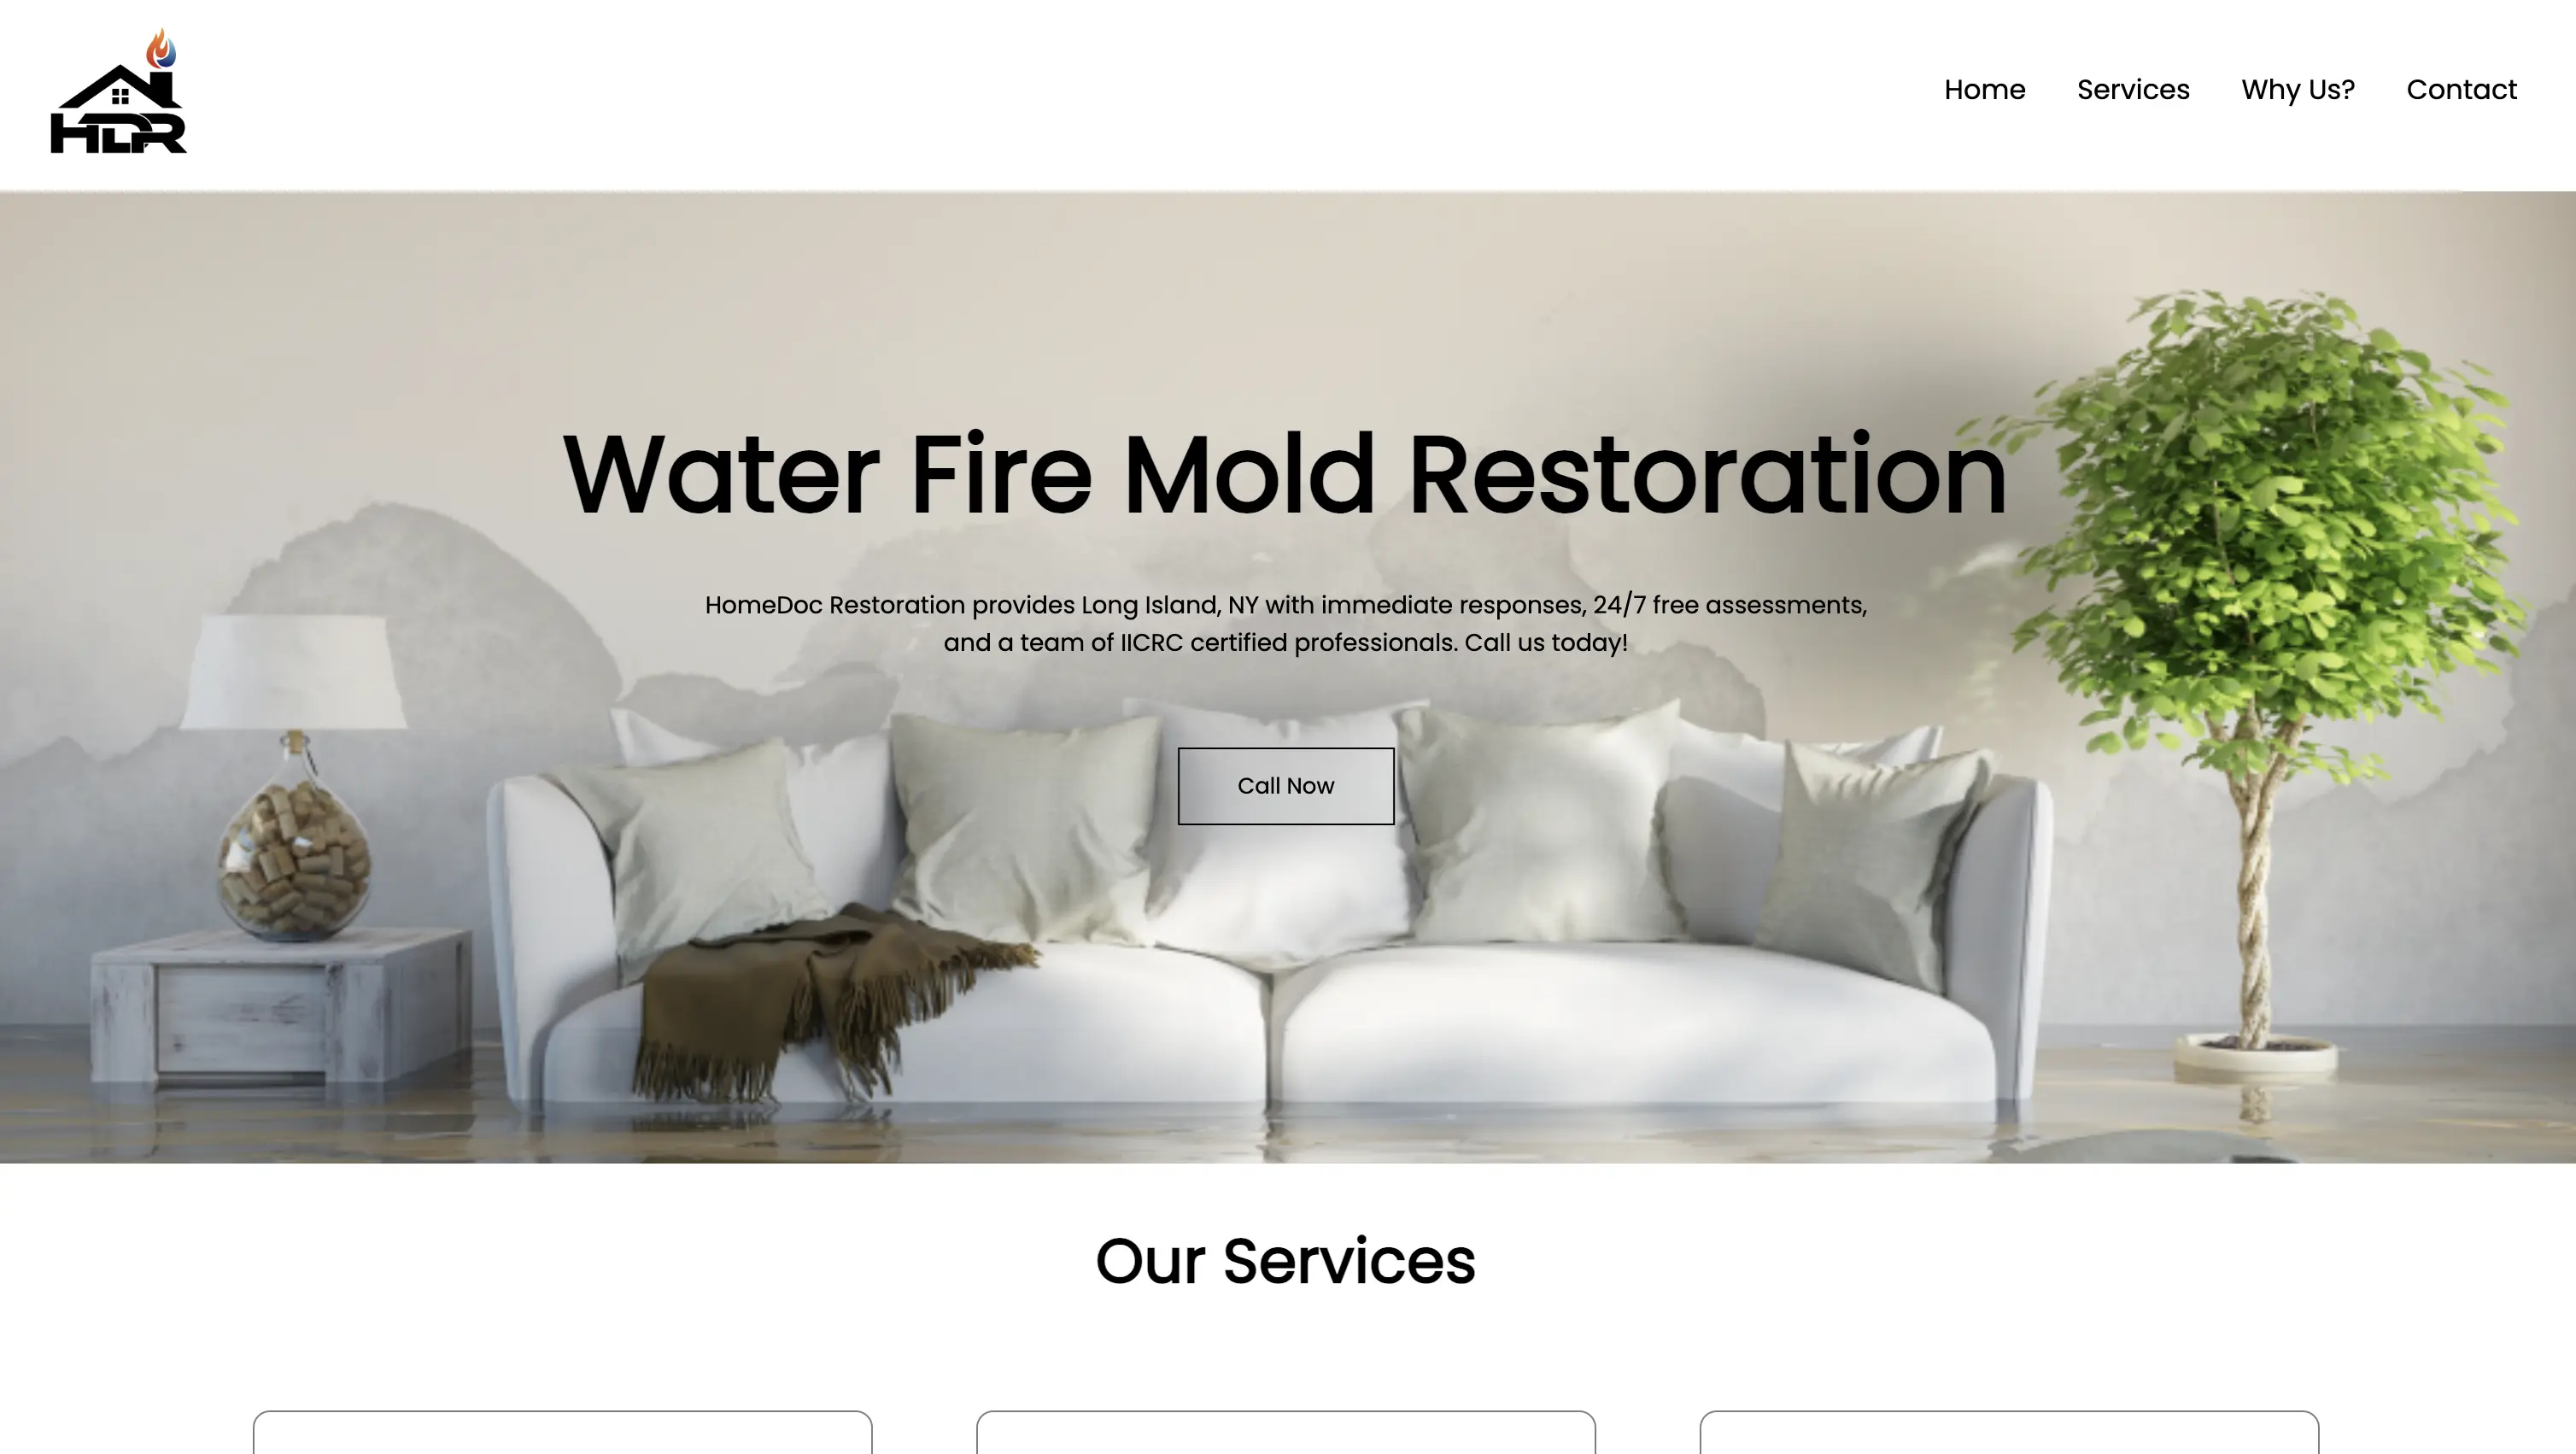 HDR
Home Services Why Us? Contact
Water Fire Mold Restoration
HomeDoc Restoration provides Long Island, NY with immediate responses, 24/7 free assessments,
and a team of IICRC certified professionals. Call us today!
Call Now
Our Services